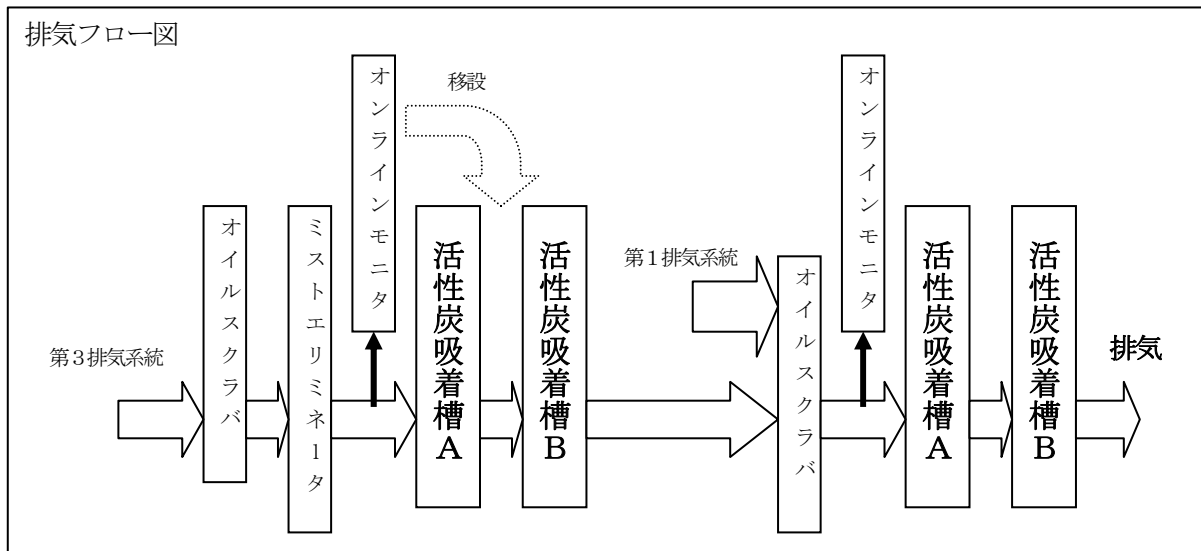 排気フロー図
移設
オンラインモニタ
オンラインモニタ
オイルスクラバ
ミストエリミネータ
活性炭吸着槽A
活性炭吸着槽B
第1排気系統
オイルスクラバ
活性炭吸着槽A
活性炭吸着槽B
第3排気系統
排気